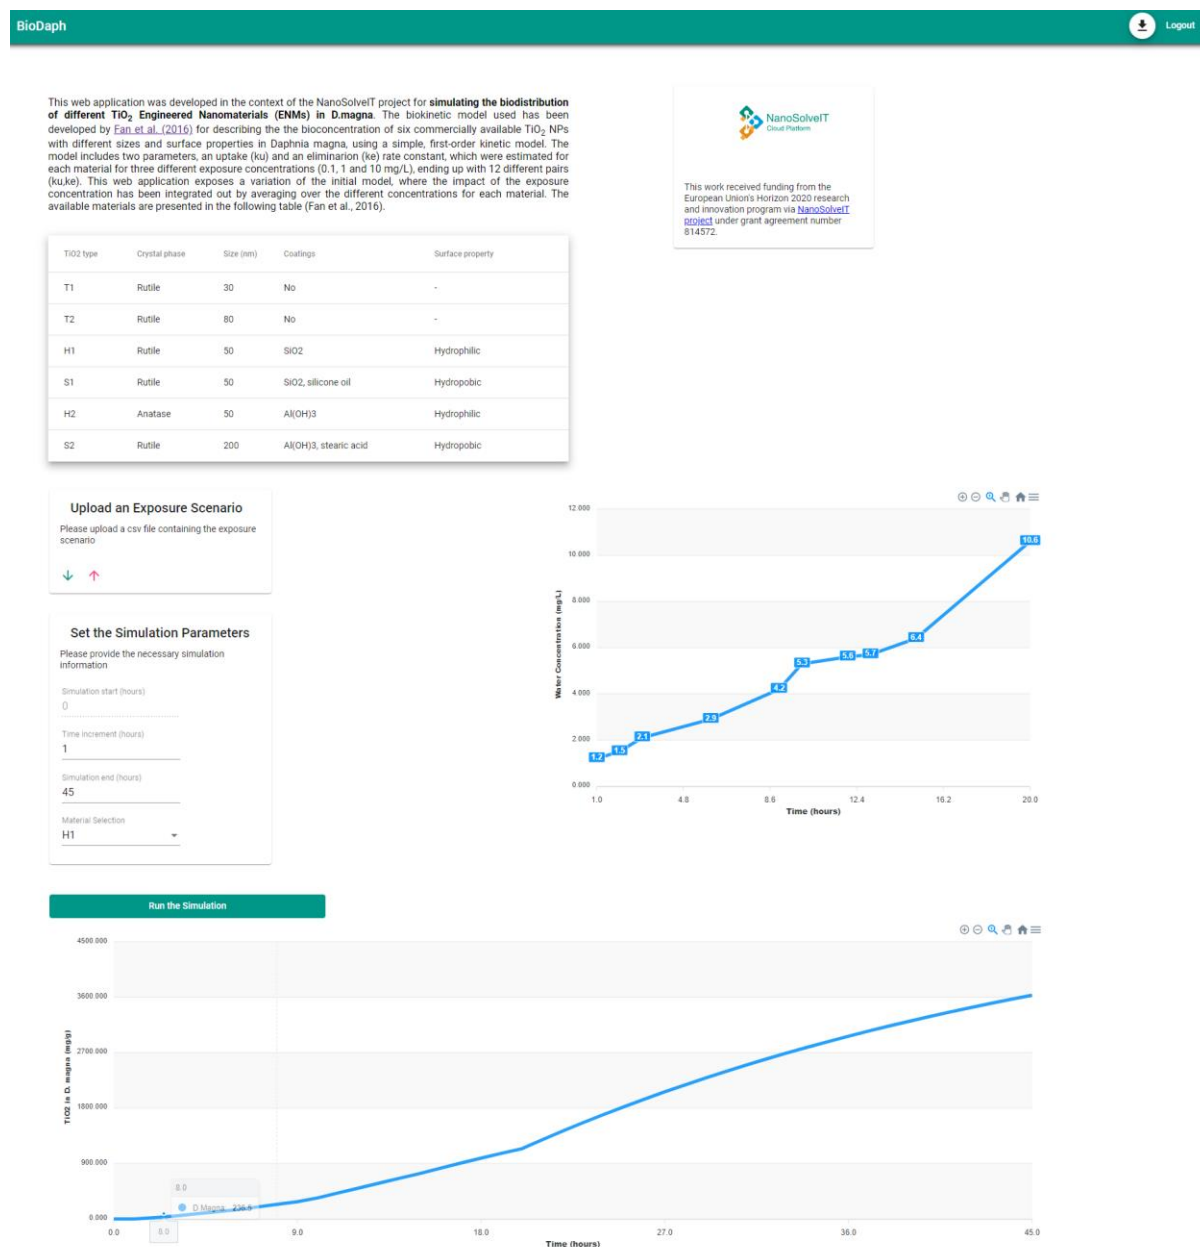 BioDaph
Logout
This web application was developed in the context of the NanoSolveIT project for simulating the biodistribution
of different TiO2 Engineered Nanomaterials (ENMs) in D.magna. The biokinetic model used has been
developed by Fan et al. (2016) for describing the the bioconcentration of six commercially available TiO2 NPs
with different sizes and surface properties in Daphnia magna, using a simple, first-order kinetic model. The
model includes two parameters, an uptake (ku) and an eliminarion (ke) rate constant, which were estimated for
each material for three different exposure concentrations (0.1, 1 and 10 mg/L), ending up with 12 different pairs
(ku,ke). This web application exposes a variation of the initial model, where the impact of the exposure
concentration has been integrated out by averaging over the different concentrations for each material. The
available materials are presented in the following table (Fan et al., 2016).
NanoSolveIT
Cloud Platform
This work received funding from the
European Union's Horizon 2020 research
and innovation program via NanoSolveIT
project under grant agreement number
814572.
TiO2 type Crystal phase Size (nm) Coatings Surface property
T1 Rutile 30 No -
T2 Rutile 80 No -
H1 Rutile 50 SiO2 Hydrophilic
S1 Rutile 50 SiO2, silicone oil Hydropobic
H2 Anatase 50 Al(OH)3 Hydrophilic
S2 Rutile 200 Al(OH)3, stearic acid Hydropobic
Upload an Exposure Scenario
Please upload a csv file containing the exposure
scenario
Set the Simulation Parameters
Please provide the necessary simulation
information
Simulation start (hours)
0
Time increment (hours)
1
Simulation end (hours)
45
Material Selection
H1
Water Concentration (mg/L)
12.000
10.000
8.000
6.000
4.000
2.000
0.000
1.2 1.5 2.1 2.9 4.2 5.3 5.6 5.7 6.4 10.6
1.0 4.8 8.6 12.4 16.2 20.0
Time (hours)
Run the Simulation
TiO2 in D. magna (mg/g)
4500.000
3600.000
2700.000
1800.000
900.000
0.000
8.0
D.Magna: 236.5
0.0 8.0 9.0 18.0 27.0 36.0 45.0
Time (hours)